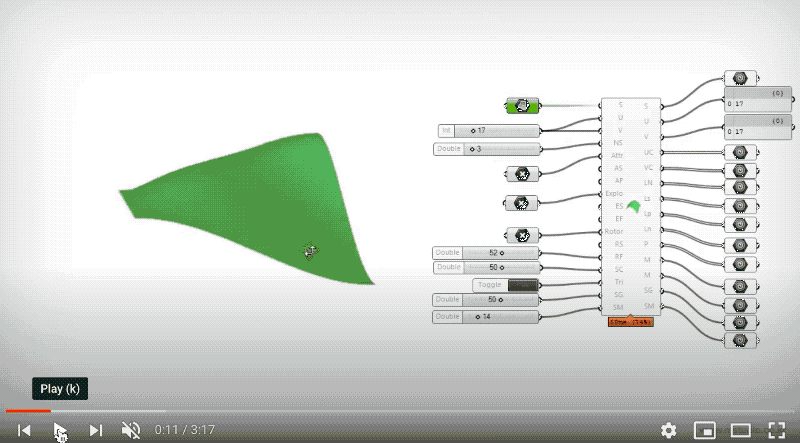 S
U
V
NS
Attr
AS
AF
Explo
ES
EF
Rotor
RS
RF
SC
Tri
SG
SM
S
U
V
UC
VC
LN
Ls
Lp
Ln
P
M
M
SG
SM
Int 17
Double 3
Double 52
Double 50
Toggle
Double 50
Double 14
{0}
0 17
{0}
0 17
Play (k)
0:11 / 3:17